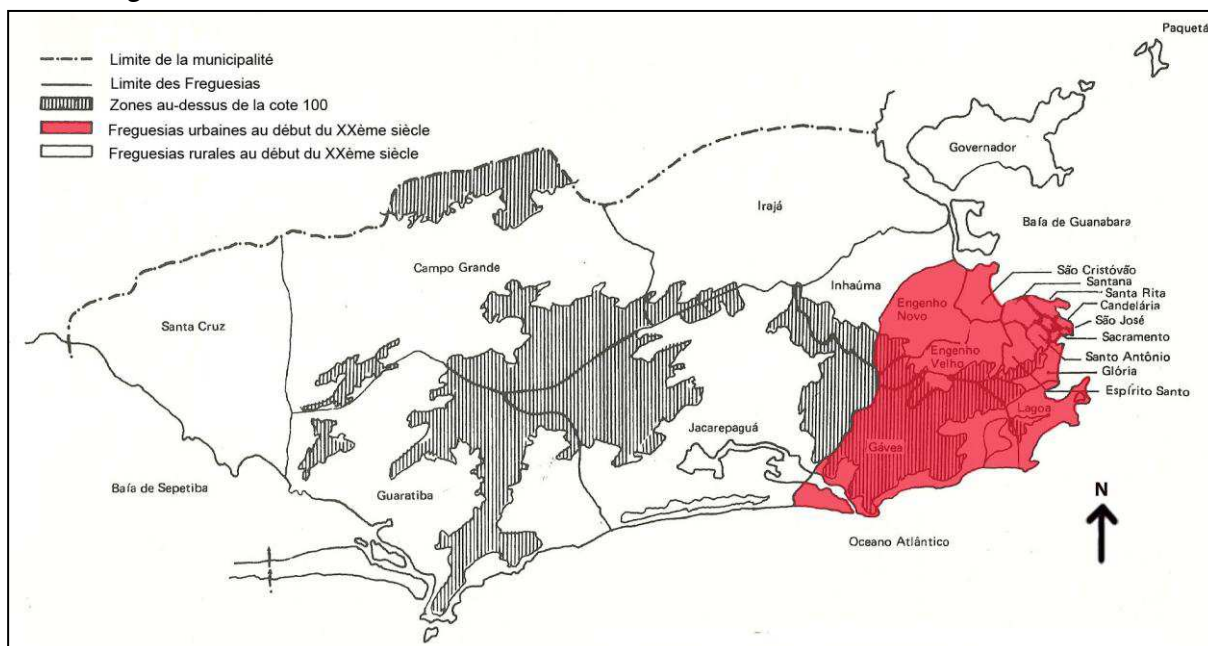 Limite de la municipalité
Limite des Freguesias
Zones au-dessus de la cote 100
Freguesias urbaines au début du XXème siècle
Freguesias rurales au début du XXème siècle
Paquetá
Governador
Irajá
Baía de Guanabara
Campo Grande
Inhaúma
São Cristóvão
Santana
Santa Rita
Candelária
São José
Sacramento
Santo Antônio
Glória
Espírito Santo
Engenho
Novo
Santa Cruz
Engenho
Velho
Lagoa
Jacarepaguá
Gávea
Baía de Sepetiba
Guaratiba
N
Oceano Atlântico